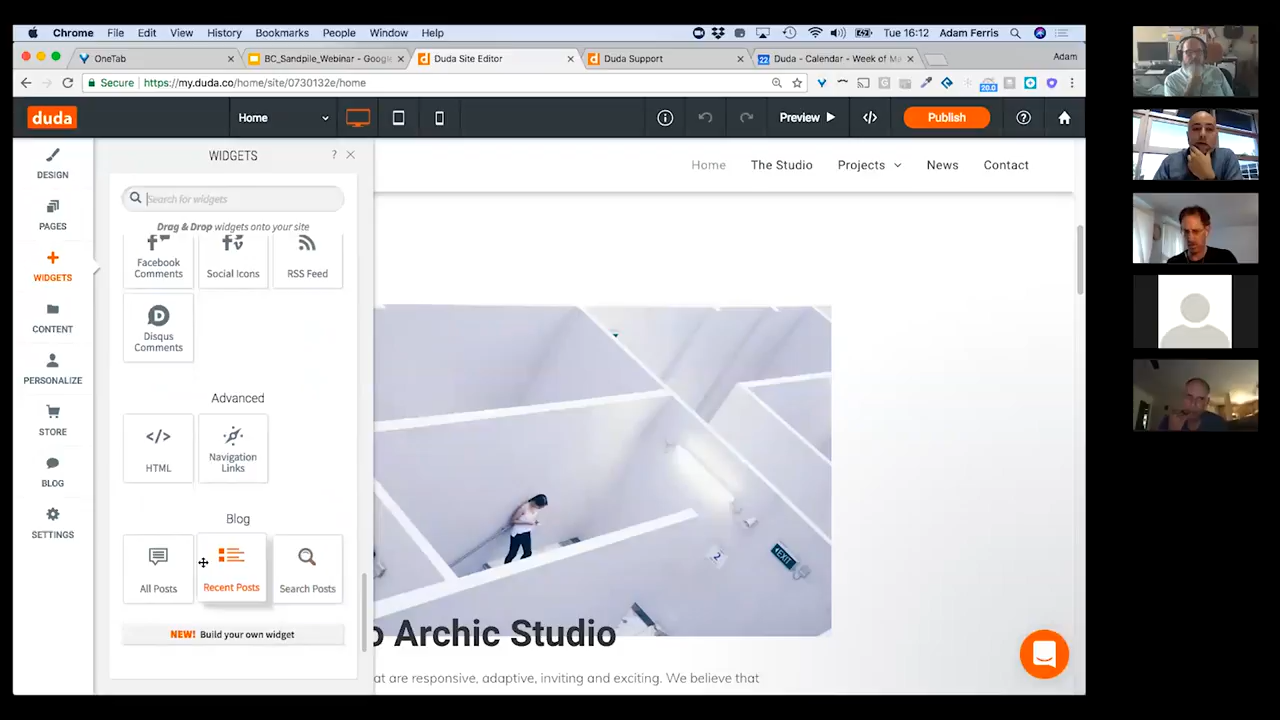 Chrome File Edit View History Bookmarks People Window Help
Tue 16:12 Adam Ferris
OneTab
BC_Sandpile_Webinar - Google
Duda Site Editor
Duda Support
Duda - Calendar - Week of
Adam
Secure https://my.duda.co/home/site/0730132e/home
20.0
duda
Home
Preview
</>
Publish
WIDGETS
Home The Studio Projects News Contact
DESIGN
PAGES
WIDGETS
CONTENT
PERSONALIZE
STORE
BLOG
SETTINGS
Search for widgets
Drag & Drop widgets onto your site
Facebook Comments
Social Icons
RSS Feed
Disqus Comments
Advanced
</>
HTML
Navigation Links
Blog
All Posts
Recent Posts
Search Posts
NEW! Build your own widget
2
EXIT
o Archic Studio
at are responsive, adaptive, inviting and exciting. We believe that